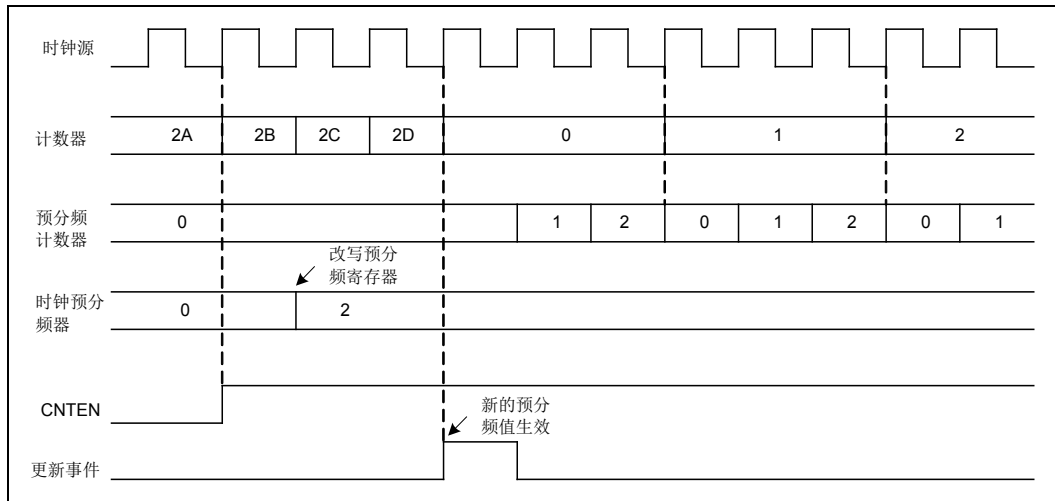 时钟源
计数器
2A 2B 2C 2D 0 1 2
预分频
计数器
0 1 2 0 1 2 0 1
改写预分
频寄存器
时钟预分
频器
0 2
CNTEN
新的预分
频值生效
更新事件